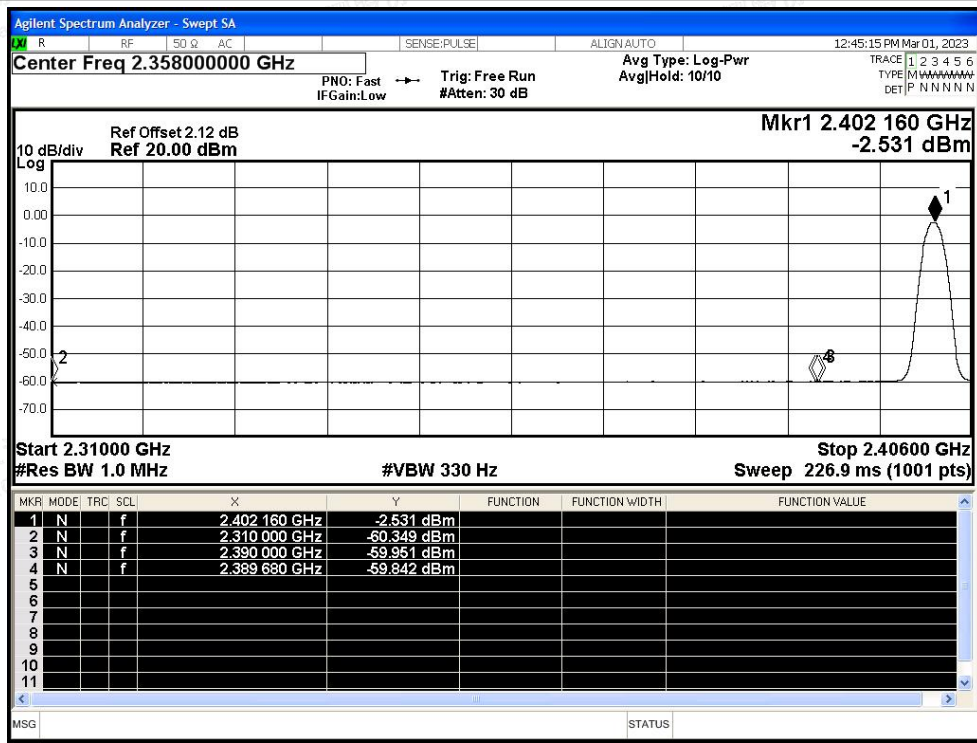 Agilent Spectrum Analyzer - Swept SA
LXI R RF 50 Ω AC SENSE:PULSE ALIGN AUTO 12:45:15 PM Mar 01, 2023
Center Freq 2.358000000 GHz
PNO: Fast
IFGain:Low
Trig: Free Run
#Atten: 30 dB
Avg Type: Log-Pwr
Avg|Hold: 10/10
TRACE 1 2 3 4 5 6
TYPE M WWWWW
DET P N N N N N
Mkr1 2.402 160 GHz
-2.531 dBm
Ref Offset 2.12 dB
10 dB/div Ref 20.00 dBm
Log
10.0
0.00
-10.0
-20.0
-30.0
-40.0
-50.0
-60.0
-70.0
1
2
4
3
Start 2.31000 GHz Stop 2.40600 GHz
#Res BW 1.0 MHz #VBW 330 Hz Sweep 226.9 ms (1001 pts)
MKR MODE TRC SCL X Y FUNCTION FUNCTION WIDTH FUNCTION VALUE
1 N f 2.402 160 GHz -2.531 dBm
2 N f 2.310 000 GHz -60.349 dBm
3 N f 2.390 000 GHz -59.951 dBm
4 N f 2.389 680 GHz -59.842 dBm
5
6
7
8
9
10
11
MSG STATUS